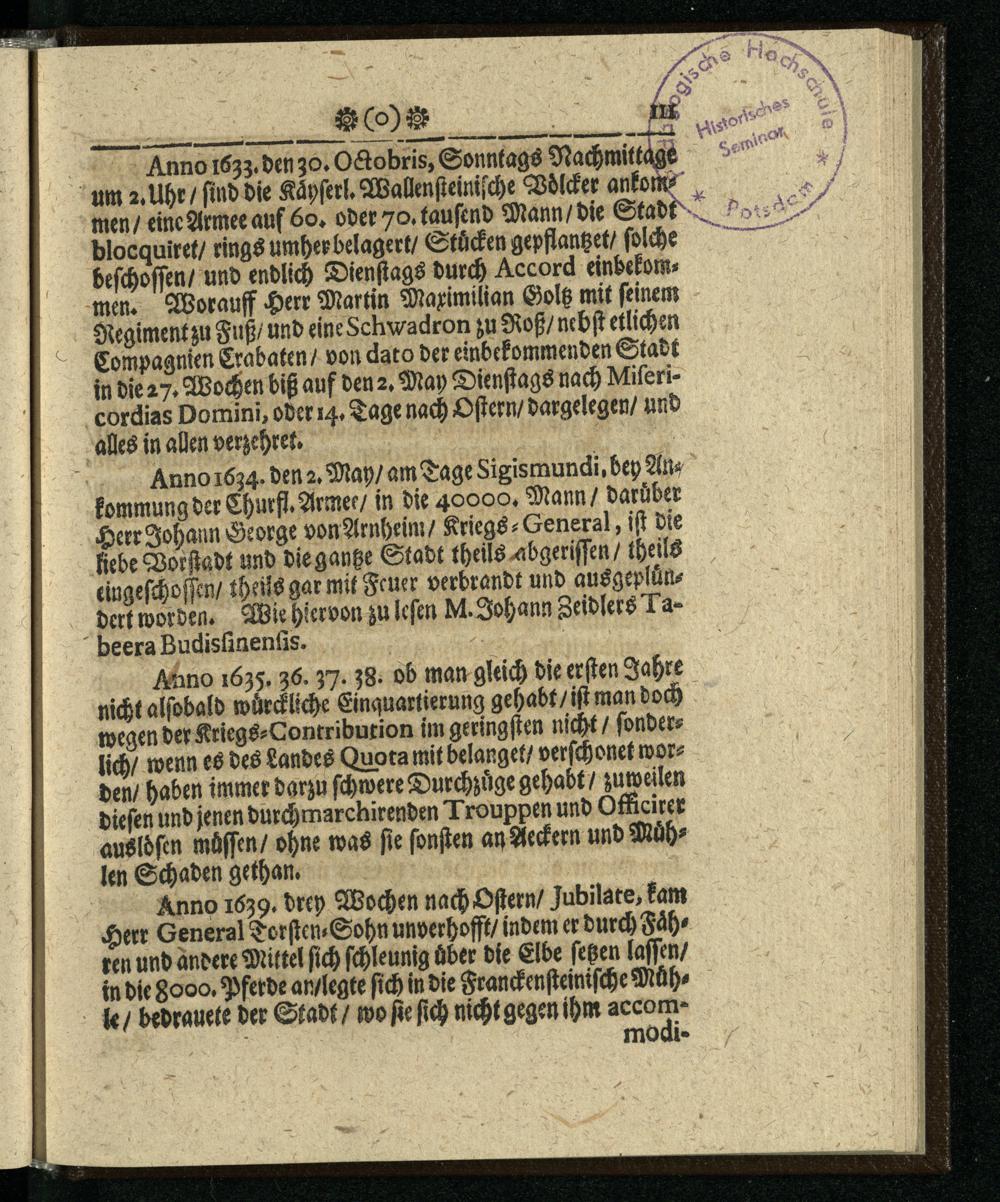 ❁(o)❁ III
Anno 1633. den 30. Octobris, Sonntags Nachmittage
um 2. Uhr/ sind die Käyserl. Wallensteinische Völcker ankom-
men/ eine Armee auf 60. oder 70. tausend Mann/ die Stadt
blocquiret/ rings umher belagert/ Stücken gepflantzet/ solche
beschossen/ und endlich Dienstags durch Accord einbekom-
men. Worauff Herr Martin Maximilian Goltz mit seinem
Regiment zu Fuß/ und eine Schwadron zu Roß/ nebst etlichen
Compagnien Crabaten/ von dato der einbekommenden Stadt
in die 27. Wochen biß auf den 2. May Dienstags nach Miseri-
cordias Domini, oder 14. Tage nach Ostern/ dargelegen/ und
alles in allen verzehret.
Anno 1634. den 2. May/ am Tage Sigismundi, bey An-
kommung der Churfl. Armee/ in die 40000. Mann/ darüber
Herr Johann George von Arnheim/ Kriegs-General, ist die
liebe Vorstadt und die gantze Stadt theils abgerissen/ theils
eingeschossen/ theils gar mit Feuer verbrandt und ausgeplün-
dert worden. Wie hiervon zu lesen M. Johann Zeidlers Ta-
beera Budissinensis.
Anno 1635. 36. 37. 38. ob man gleich die ersten Jahre
nicht alsobald würckliche Einquartierung gehabt/ ist man doch
wegen der Kriegs-Contribution im geringsten nicht/ sonder-
lich/ wenn es des Landes Quota mit belanget/ verschonet wor-
den/ haben immer darzu schwere Durchzüge gehabt/ zuweilen
diesen und jenen durchmarchirenden Trouppen und Officirer
auslösen müssen/ ohne was sie sonsten an Aeckern und Müh-
len Schaden gethan.
Anno 1639. drey Wochen nach Ostern/ Jubilate, kam
Herr General Torsten-Sohn unverhofft/ indem er durch Fäh-
ren und andere Mittel sich schleunig über die Elbe setzen lassen/
in die 8000. Pferde an/ legte sich in die Franckensteinische Müh-
le/ bedrauete der Stadt/ wo sie sich nicht gegen ihm accom-
modi-
Hochschule
Historisches
Seminar
* Potsdam *